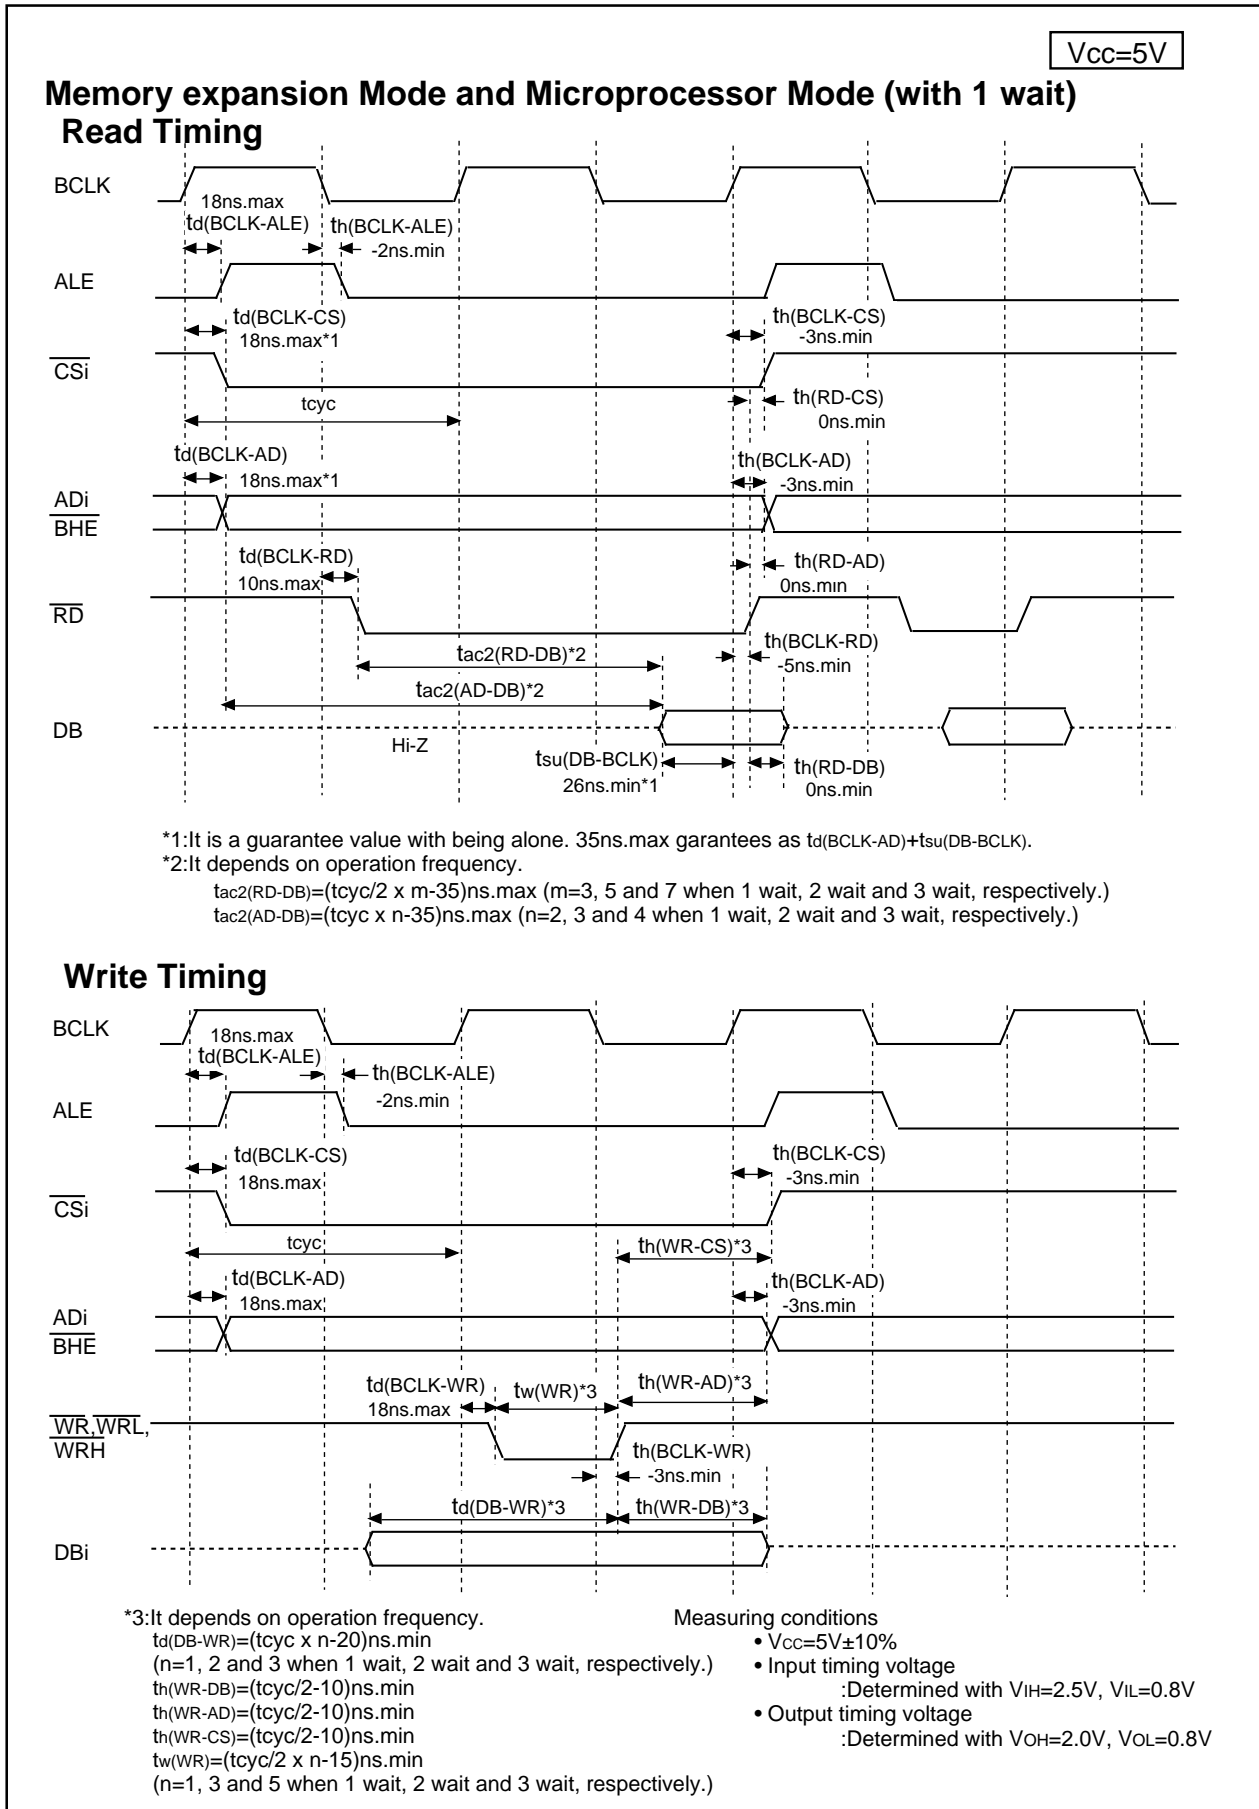 Vcc=5V
Memory expansion Mode and Microprocessor Mode (with 1 wait)
Read Timing
BCLK
18ns.max
td(BCLK-ALE)
th(BCLK-ALE)
-2ns.min
ALE
td(BCLK-CS)
18ns.max*1
th(BCLK-CS)
-3ns.min
CSi
tcyc
th(RD-CS)
0ns.min
td(BCLK-AD)
18ns.max*1
th(BCLK-AD)
-3ns.min
ADi
BHE
td(BCLK-RD)
10ns.max
th(RD-AD)
0ns.min
RD
th(BCLK-RD)
-5ns.min
tac2(RD-DB)*2
tac2(AD-DB)*2
DB
Hi-Z
tsu(DB-BCLK)
26ns.min*1
th(RD-DB)
0ns.min
*1:It is a guarantee value with being alone. 35ns.max garantees as td(BCLK-AD)+tsu(DB-BCLK).
*2:It depends on operation frequency.
tac2(RD-DB)=(tcyc/2 x m-35)ns.max (m=3, 5 and 7 when 1 wait, 2 wait and 3 wait, respectively.)
tac2(AD-DB)=(tcyc x n-35)ns.max (n=2, 3 and 4 when 1 wait, 2 wait and 3 wait, respectively.)
Write Timing
BCLK
18ns.max
td(BCLK-ALE)
th(BCLK-ALE)
-2ns.min
ALE
td(BCLK-CS)
18ns.max
th(BCLK-CS)
-3ns.min
CSi
tcyc
th(WR-CS)*3
td(BCLK-AD)
18ns.max
th(BCLK-AD)
-3ns.min
ADi
BHE
td(BCLK-WR)
18ns.max
tw(WR)*3
th(WR-AD)*3
WR,WRL,
WRH
th(BCLK-WR)
-3ns.min
td(DB-WR)*3
th(WR-DB)*3
DBi
*3:It depends on operation frequency.
td(DB-WR)=(tcyc x n-20)ns.min
(n=1, 2 and 3 when 1 wait, 2 wait and 3 wait, respectively.)
th(WR-DB)=(tcyc/2-10)ns.min
th(WR-AD)=(tcyc/2-10)ns.min
th(WR-CS)=(tcyc/2-10)ns.min
tw(WR)=(tcyc/2 x n-15)ns.min
(n=1, 3 and 5 when 1 wait, 2 wait and 3 wait, respectively.)
Measuring conditions
• VCC=5V±10%
• Input timing voltage
:Determined with VIH=2.5V, VIL=0.8V
• Output timing voltage
:Determined with VOH=2.0V, VOL=0.8V